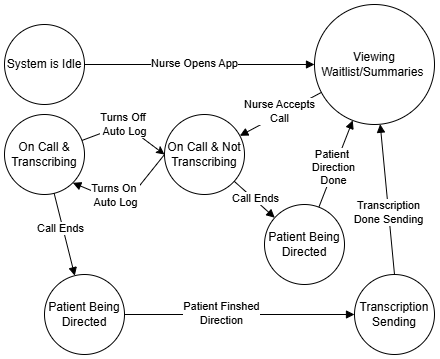 System is Idle
Nurse Opens App
Viewing
Waitlist/Summaries
Nurse Accepts
Call
Turns Off
Auto Log
On Call &
Transcribing
On Call & Not
Transcribing
Turns On
Auto Log
Patient
Direction
Done
Call Ends
Transcription
Done Sending
Call Ends
Patient Being
Directed
Patient Being
Directed
Patient Finshed
Direction
Transcription
Sending